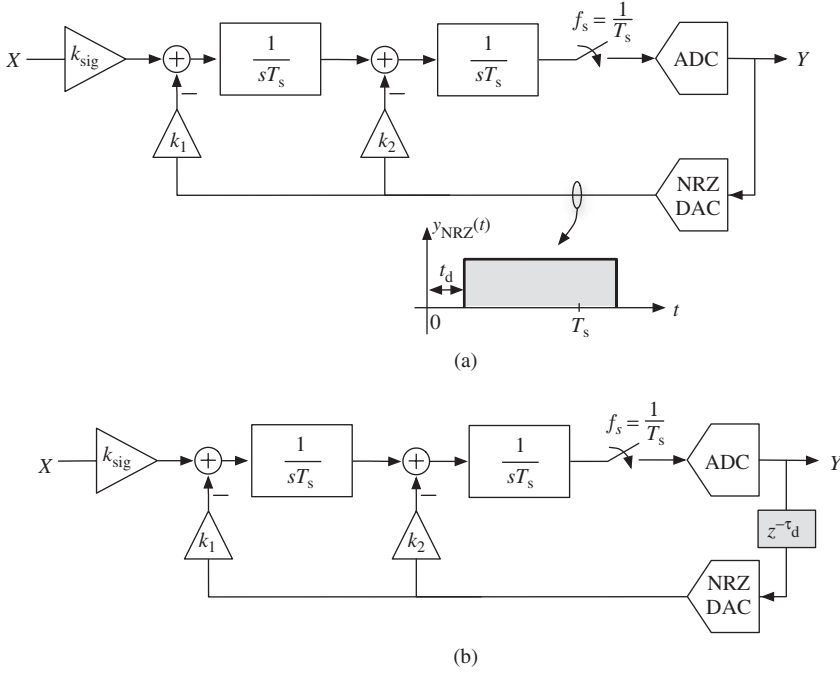 X
k_sig
+
1
sT_s
+
1
sT_s
f_s = 1/T_s
ADC
Y
−
−
k_1
k_2
NRZ
DAC
y_NRZ(t)
t_d
0
T_s
t
(a)
X
k_sig
+
1
sT_s
+
1
sT_s
f_s = 1/T_s
ADC
Y
−
−
k_1
k_2
z^−τ_d
NRZ
DAC
(b)